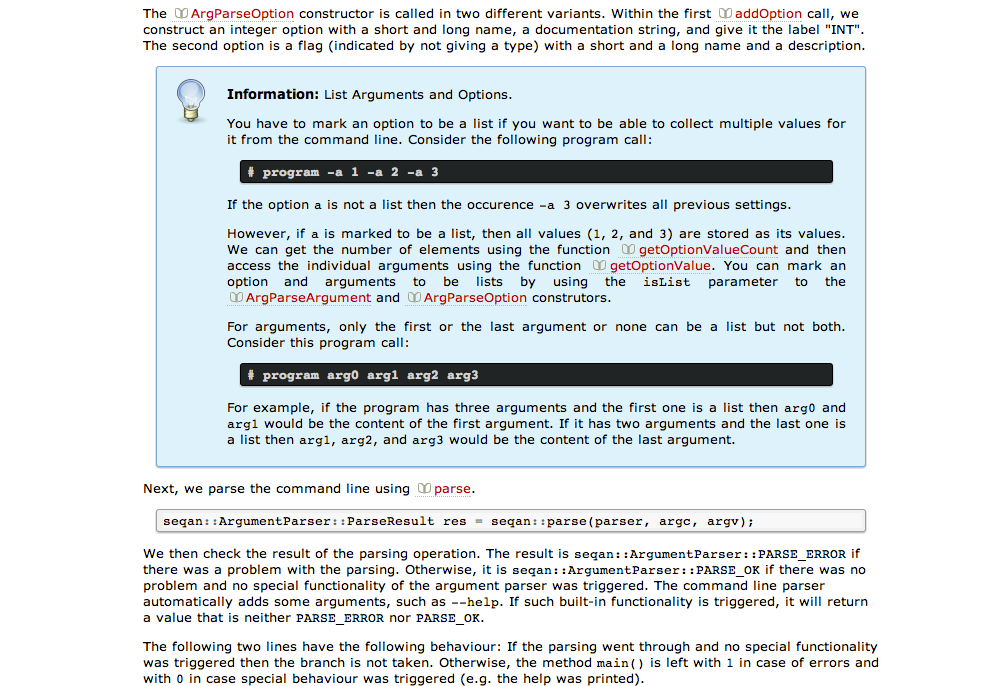 The ArgParseOption constructor is called in two different variants. Within the first addOption call, we
construct an integer option with a short and long name, a documentation string, and give it the label "INT".
The second option is a flag (indicated by not giving a type) with a short and a long name and a description.
Information: List Arguments and Options.
You have to mark an option to be a list if you want to be able to collect multiple values for
it from the command line. Consider the following program call:
# program -a 1 -a 2 -a 3
If the option a is not a list then the occurence -a 3 overwrites all previous settings.
However, if a is marked to be a list, then all values (1, 2, and 3) are stored as its values.
We can get the number of elements using the function getOptionValueCount and then
access the individual arguments using the function getOptionValue. You can mark an
option and arguments to be lists by using the isList parameter to the
ArgParseArgument and ArgParseOption construtors.
For arguments, only the first or the last argument or none can be a list but not both.
Consider this program call:
# program arg0 arg1 arg2 arg3
For example, if the program has three arguments and the first one is a list then arg0 and
arg1 would be the content of the first argument. If it has two arguments and the last one is
a list then arg1, arg2, and arg3 would be the content of the last argument.
Next, we parse the command line using parse.
seqan::ArgumentParser::ParseResult res = seqan::parse(parser, argc, argv);
We then check the result of the parsing operation. The result is seqan::ArgumentParser::PARSE_ERROR if
there was a problem with the parsing. Otherwise, it is seqan::ArgumentParser::PARSE_OK if there was no
problem and no special functionality of the argument parser was triggered. The command line parser
automatically adds some arguments, such as --help. If such built-in functionality is triggered, it will return
a value that is neither PARSE_ERROR nor PARSE_OK.
The following two lines have the following behaviour: If the parsing went through and no special functionality
was triggered then the branch is not taken. Otherwise, the method main() is left with 1 in case of errors and
with 0 in case special behaviour was triggered (e.g. the help was printed).